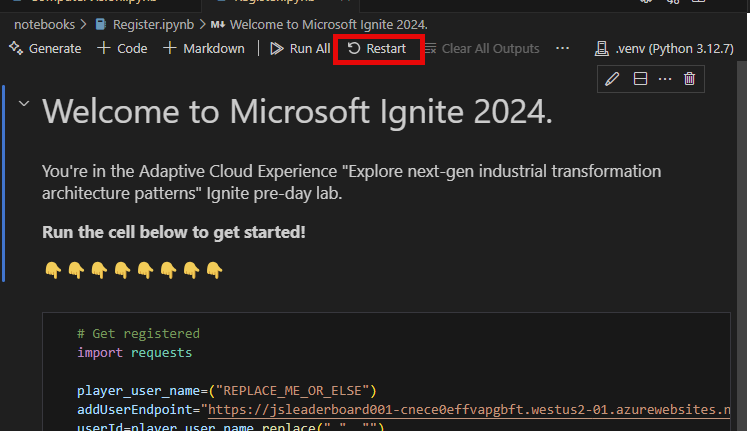 notebooks > Register.ipynb > M↓ Welcome to Microsoft Ignite 2024.
Generate + Code + Markdown | Run All Restart Clear All Outputs ... .venv (Python 3.12.7)
Welcome to Microsoft Ignite 2024.
You're in the Adaptive Cloud Experience "Explore next-gen industrial transformation
architecture patterns" Ignite pre-day lab.
Run the cell below to get started!
# Get registered
import requests
player_user_name=("REPLACE_ME_OR_ELSE")
addUserEndpoint="https://jsleaderboard001-cnece0effvapgbft.westus2-01.azurewebsites.n
userId=player_user_name.replace(" ", "")